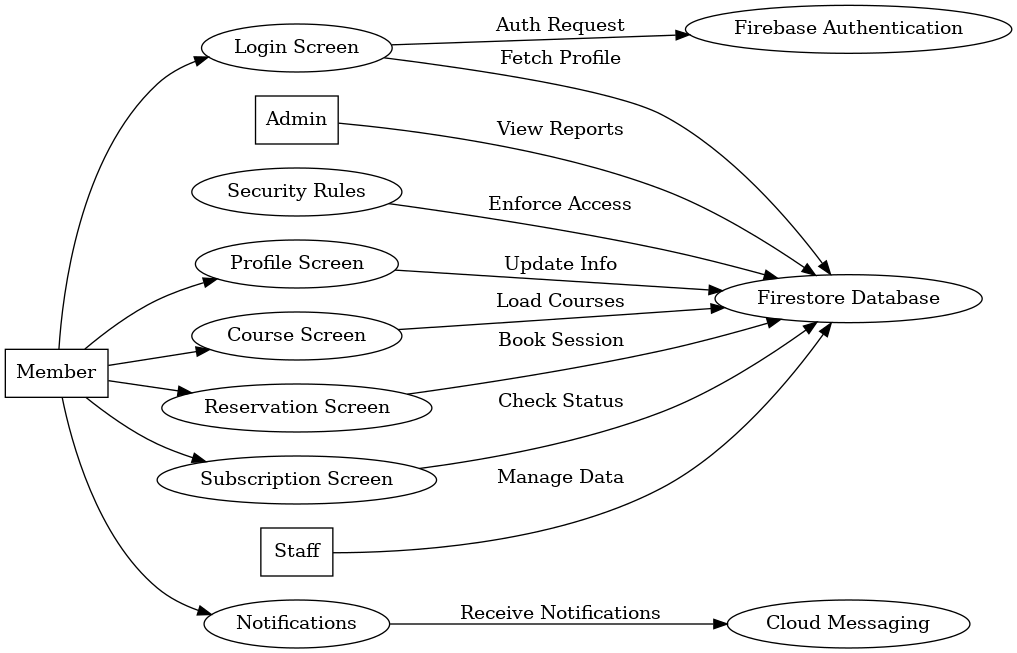 Login Screen
Auth Request
Firebase Authentication
Fetch Profile
Admin
View Reports
Security Rules
Enforce Access
Profile Screen
Update Info
Firestore Database
Load Courses
Course Screen
Book Session
Member
Reservation Screen
Check Status
Subscription Screen
Manage Data
Staff
Notifications
Receive Notifications
Cloud Messaging